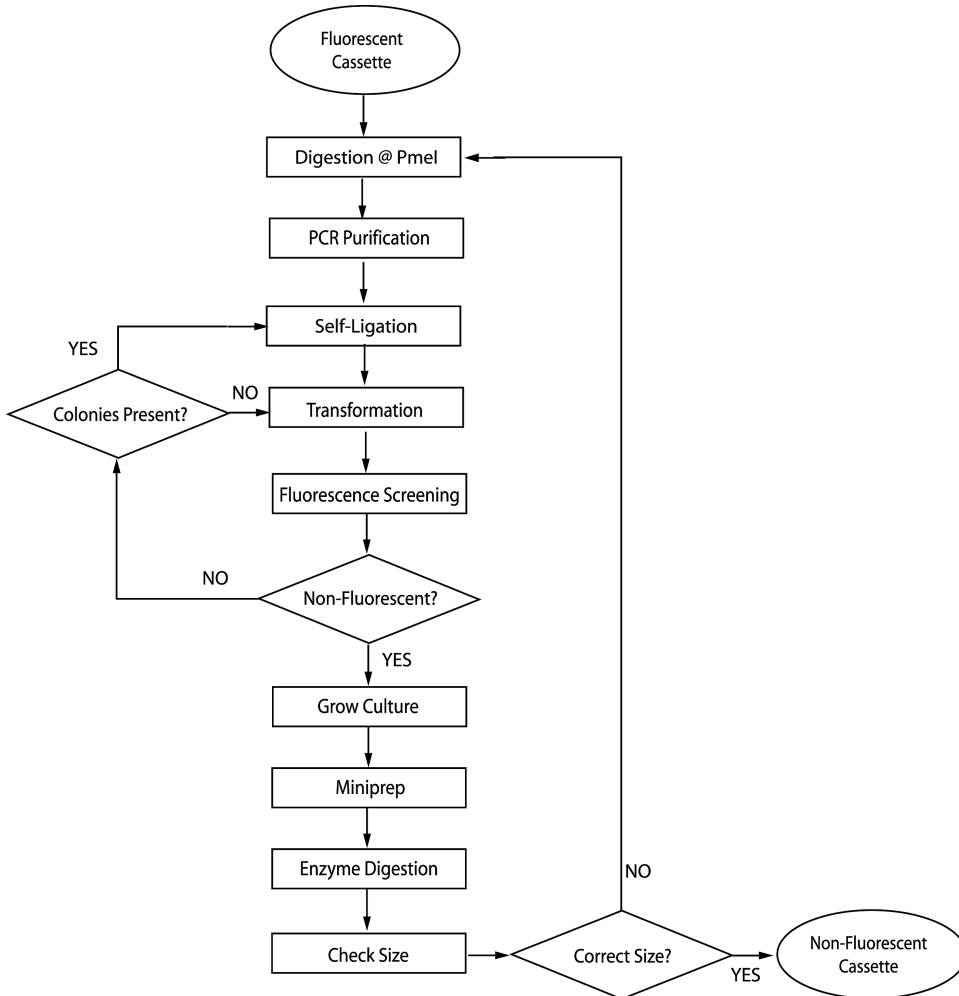 Fluorescent
Cassette
Digestion @ PmeI
PCR Purification
Self-Ligation
YES
NO
Colonies Present?
Transformation
Fluorescence Screening
NO
Non-Fluorescent?
YES
Grow Culture
Miniprep
Enzyme Digestion
NO
Check Size
Correct Size?
YES
Non-Fluorescent
Cassette